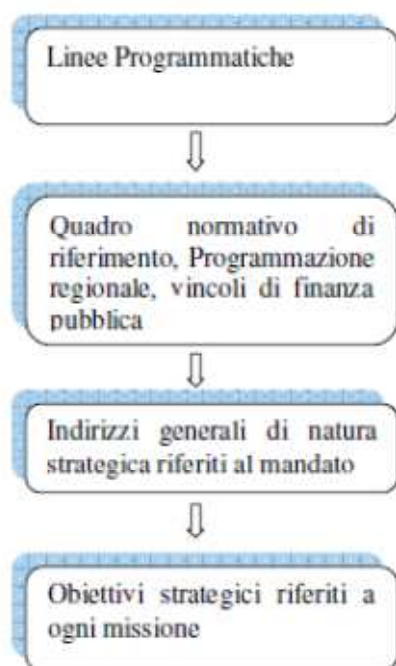 Linee Programmatiche
Quadro normativo di
riferimento, Programmazione
regionale, vincoli di finanza
pubblica
Indirizzi generali di natura
strategica riferiti al mandato
Obiettivi strategici riferiti a
ogni missione